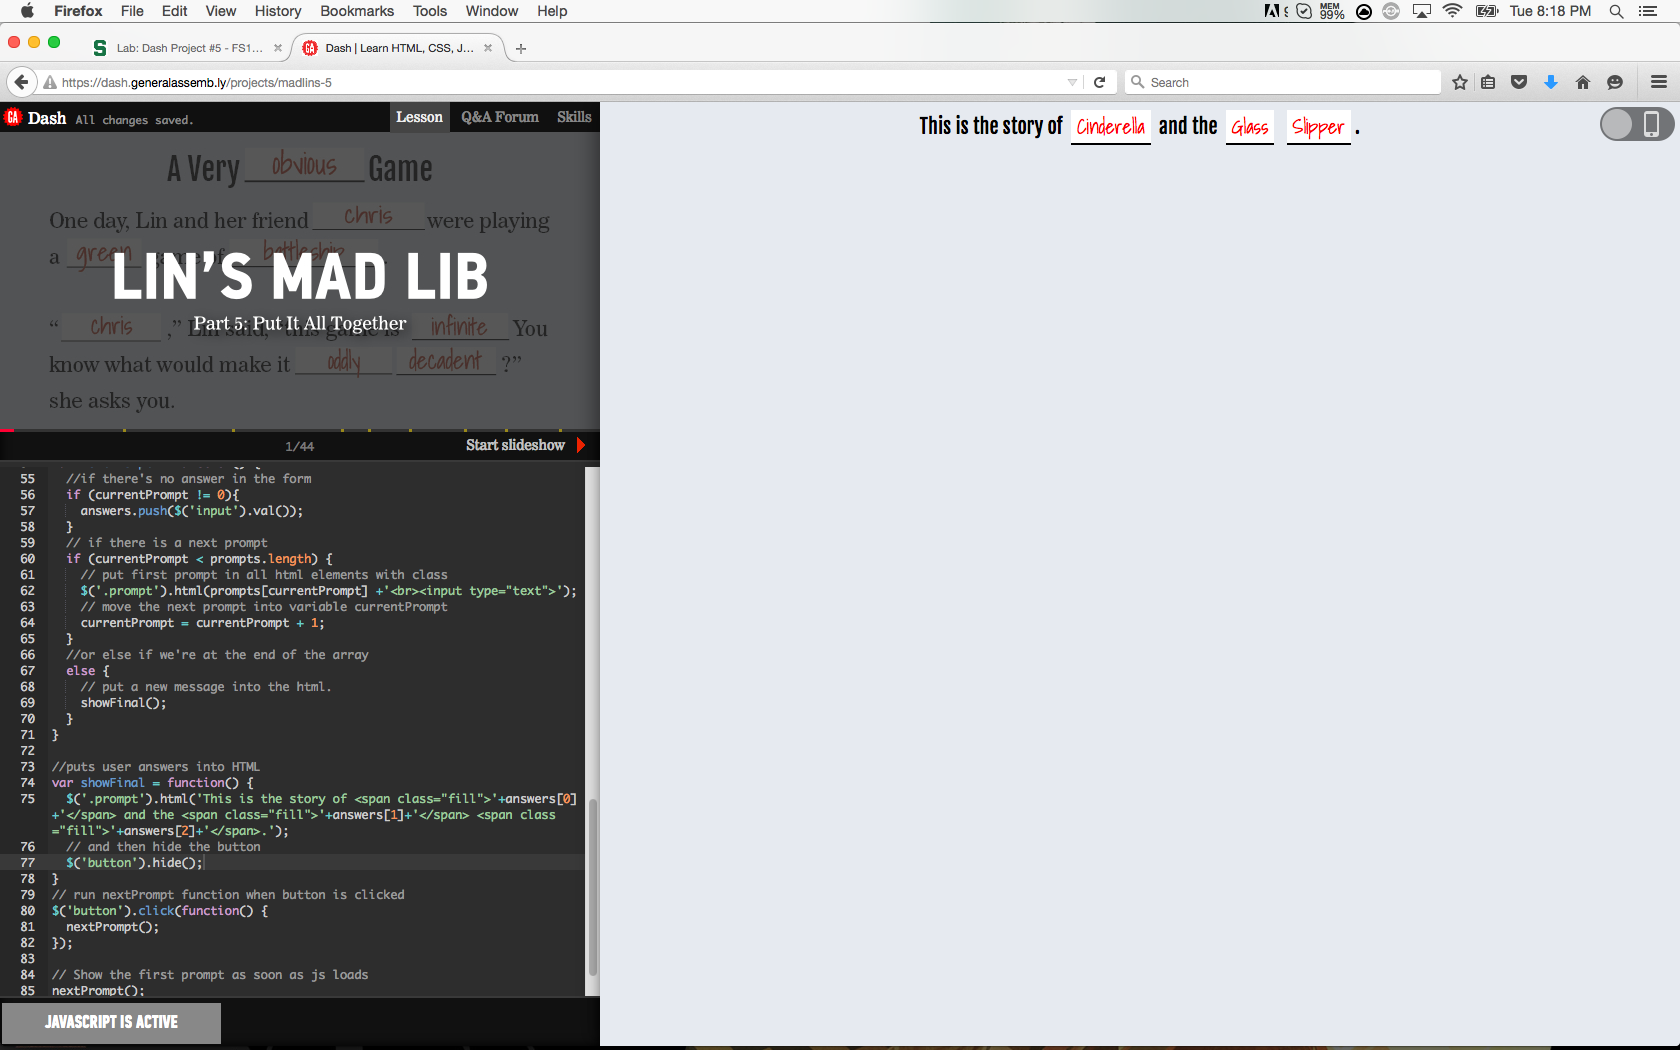 Firefox File Edit View History Bookmarks Tools Window Help MEM 99% Tue 8:18 PM
Lab: Dash Project #5 - FS1... Dash | Learn HTML, CSS, J...
https://dash.generalassemb.ly/projects/madlins-5 Search
GA Dash All changes saved. Lesson Q&A Forum Skills
A Very obvious Game
One day, Lin and her friend chris were playing
a green game of battleship.
LIN'S MAD LIB
Part 5: Put It All Together
“ chris ,” Lin said, “this game is infinite You
know what would make it oddly decadent ?”
she asks you.
1/44 Start slideshow
55 //if there's no answer in the form
56 if (currentPrompt != 0){
57 answers.push($('input').val());
58 }
59 // if there is a next prompt
60 if (currentPrompt < prompts.length) {
61 // put first prompt in all html elements with class
62 $('.prompt').html(prompts[currentPrompt] +'<br><input type="text">');
63 // move the next prompt into variable currentPrompt
64 currentPrompt = currentPrompt + 1;
65 }
66 //or else if we're at the end of the array
67 else {
68 // put a new message into the html.
69 showFinal();
70 }
71 }
72
73 //puts user answers into HTML
74 var showFinal = function() {
75 $('.prompt').html('This is the story of <span class="fill">'+answers[0]
+'</span> and the <span class="fill">'+answers[1]+'</span> <span class
="fill">'+answers[2]+'</span>.');
76 // and then hide the button
77 $('button').hide();
78 }
79 // run nextPrompt function when button is clicked
80 $('button').click(function() {
81 nextPrompt();
82 });
83
84 // Show the first prompt as soon as js loads
85 nextPrompt();
JAVASCRIPT IS ACTIVE
This is the story of Cinderella and the Glass Slipper .